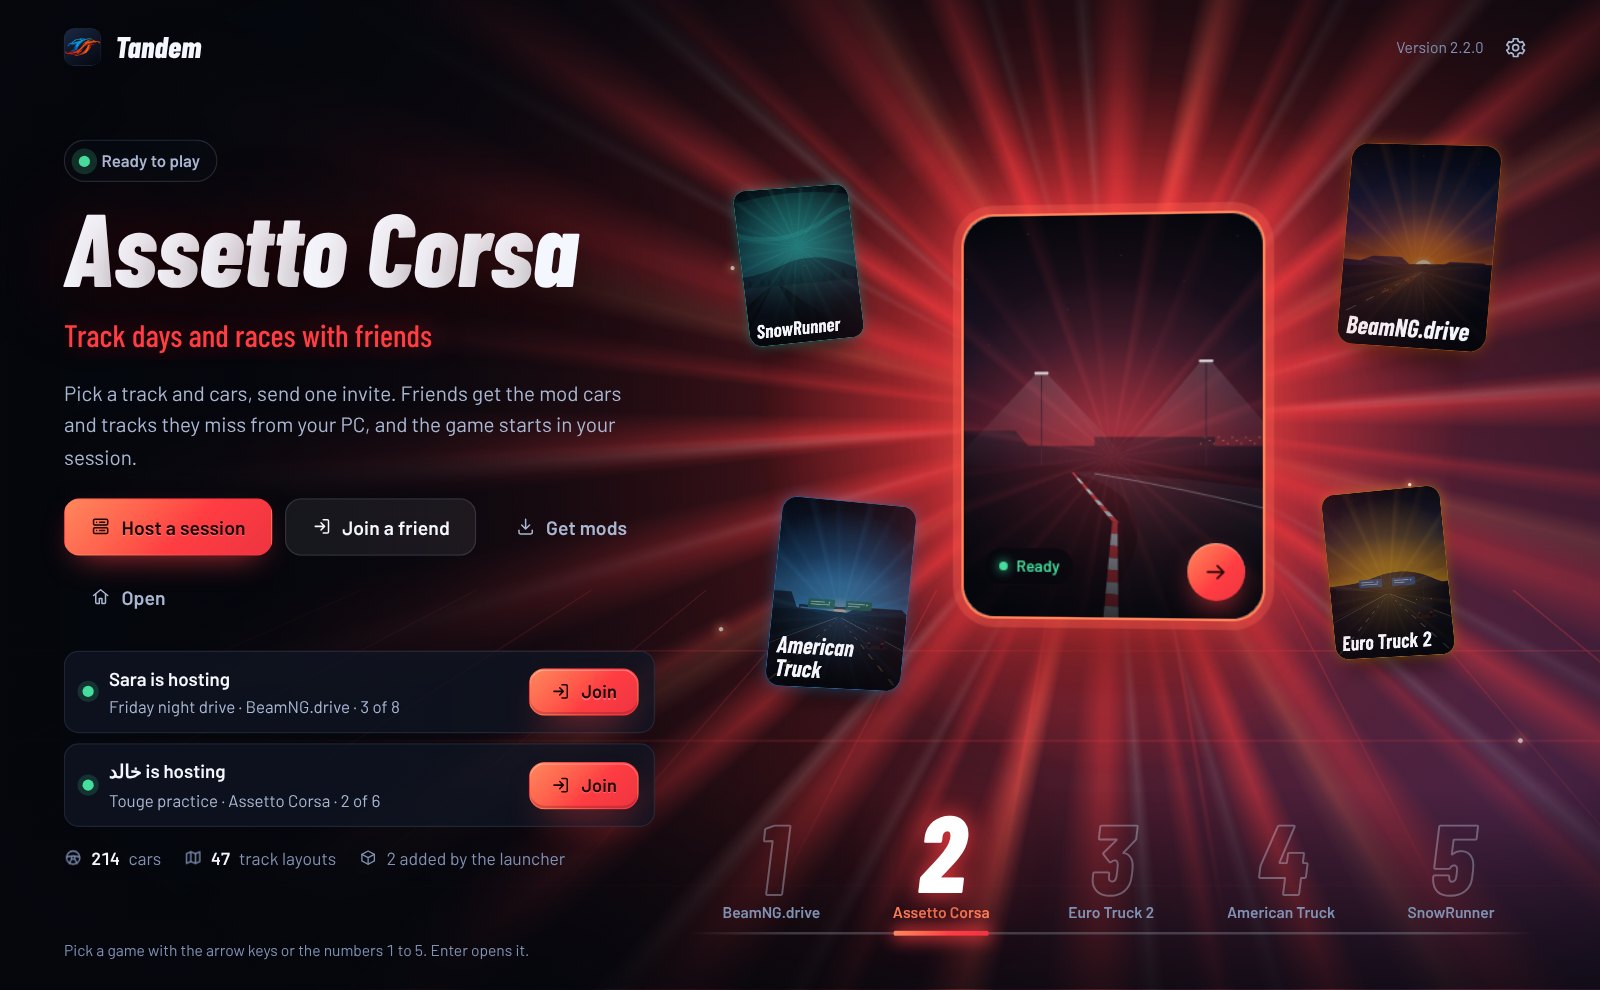 Tandem
Version 2.2.0
Ready to play
Assetto Corsa
Track days and races with friends
Pick a track and cars, send one invite. Friends get the mod cars
and tracks they miss from your PC, and the game starts in your
session.
Host a session
Join a friend
Get mods
Open
Sara is hosting
Friday night drive · BeamNG.drive · 3 of 8
Join
خالد is hosting
Touge practice · Assetto Corsa · 2 of 6
Join
214 cars
47 track layouts
2 added by the launcher
Pick a game with the arrow keys or the numbers 1 to 5. Enter opens it.
SnowRunner
BeamNG.drive
Ready
American
Truck
Euro Truck 2
1
BeamNG.drive
2
Assetto Corsa
3
Euro Truck 2
4
American Truck
5
SnowRunner